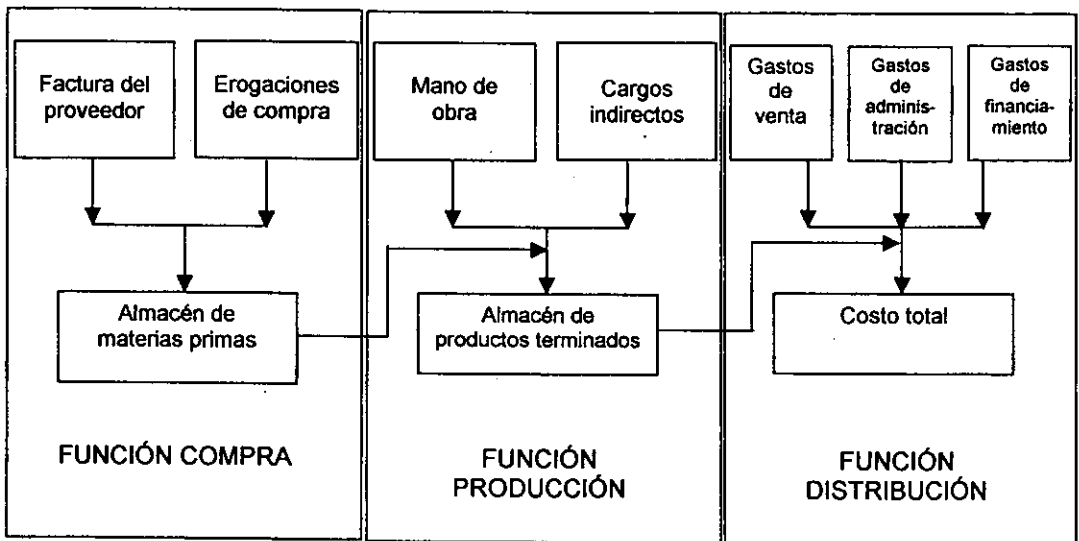 Factura del
proveedor
Erogaciones
de compra
Almacén de
materias primas
FUNCIÓN COMPRA
Mano de
obra
Cargos
indirectos
Almacén de
productos terminados
FUNCIÓN
PRODUCCIÓN
Gastos
de
venta
Gastos
de
adminis-
tración
Gastos
de
financia-
miento
Costo total
FUNCIÓN
DISTRIBUCIÓN